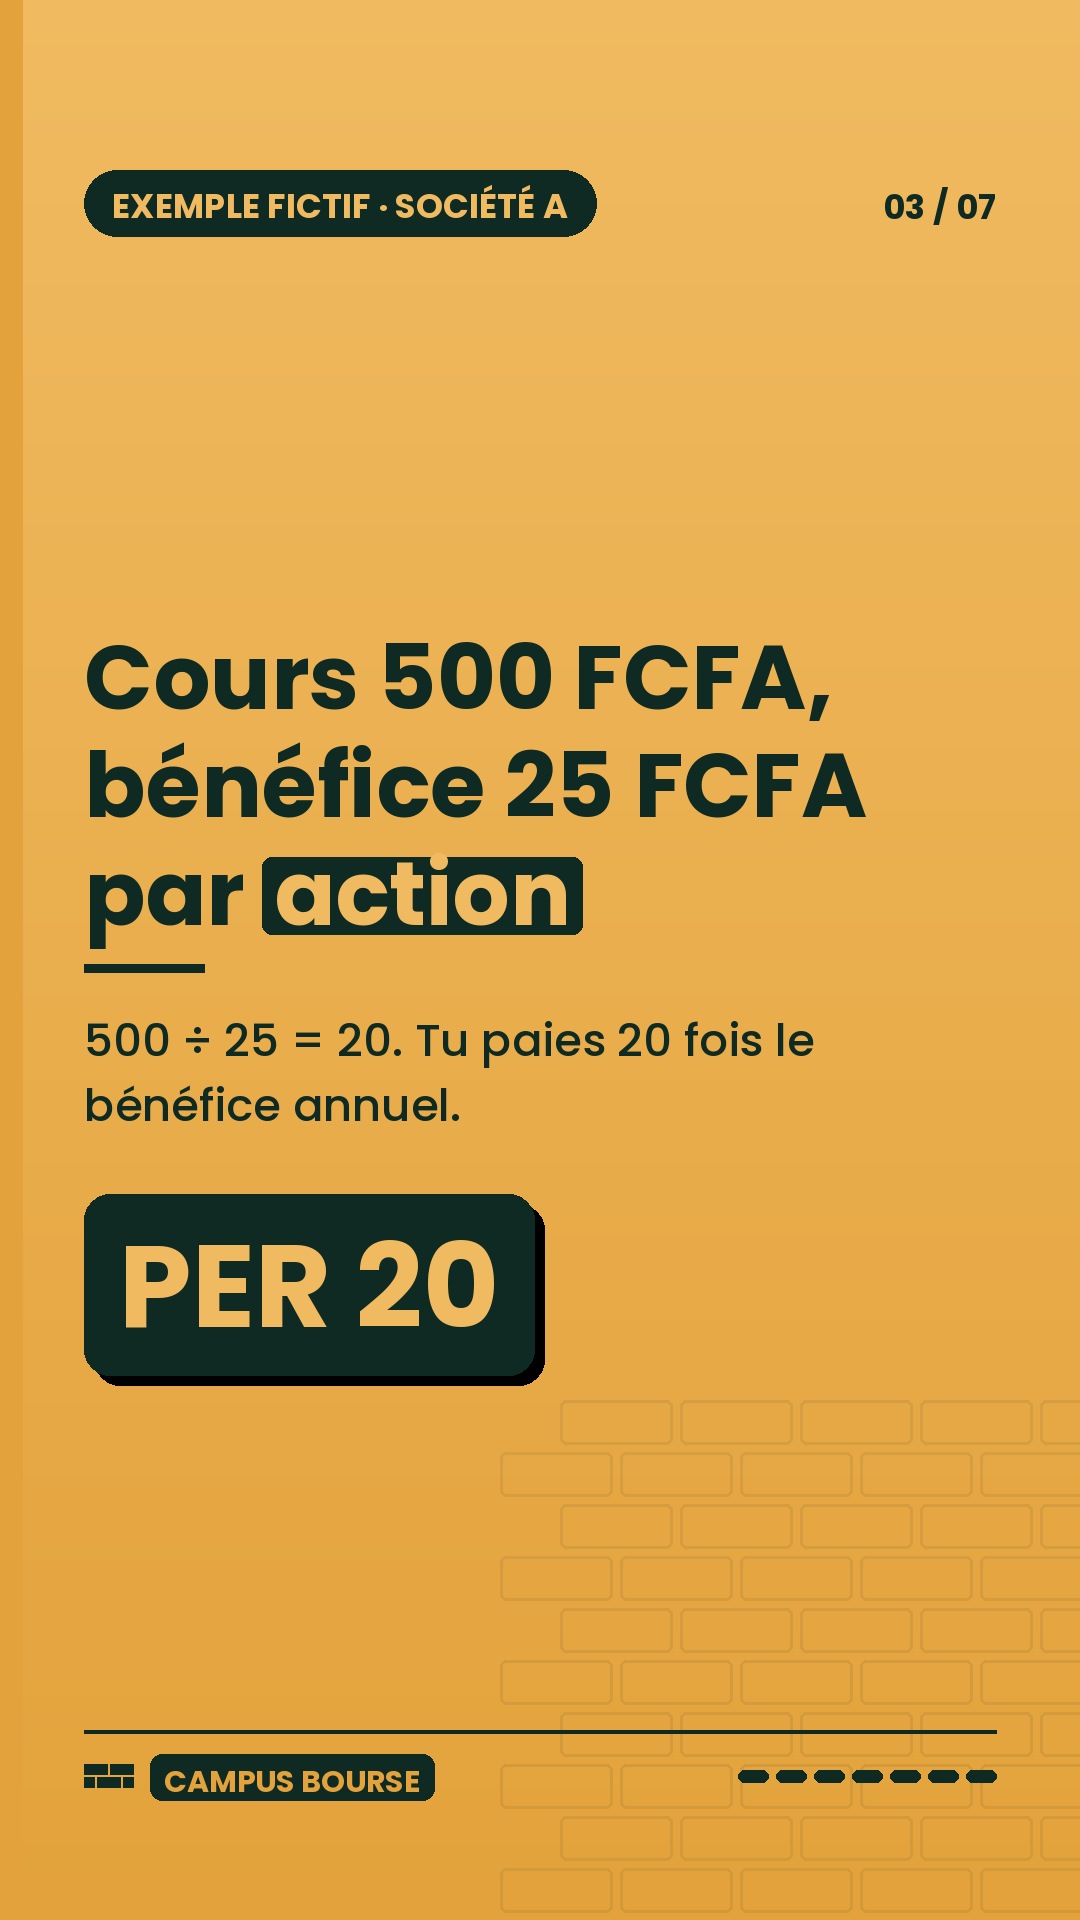 EXEMPLE FICTIF · SOCIÉTÉ A
03 / 07
Cours 500 FCFA,
bénéfice 25 FCFA
par action
500 ÷ 25 = 20. Tu paies 20 fois le
bénéfice annuel.
PER 20
CAMPUS BOURSE